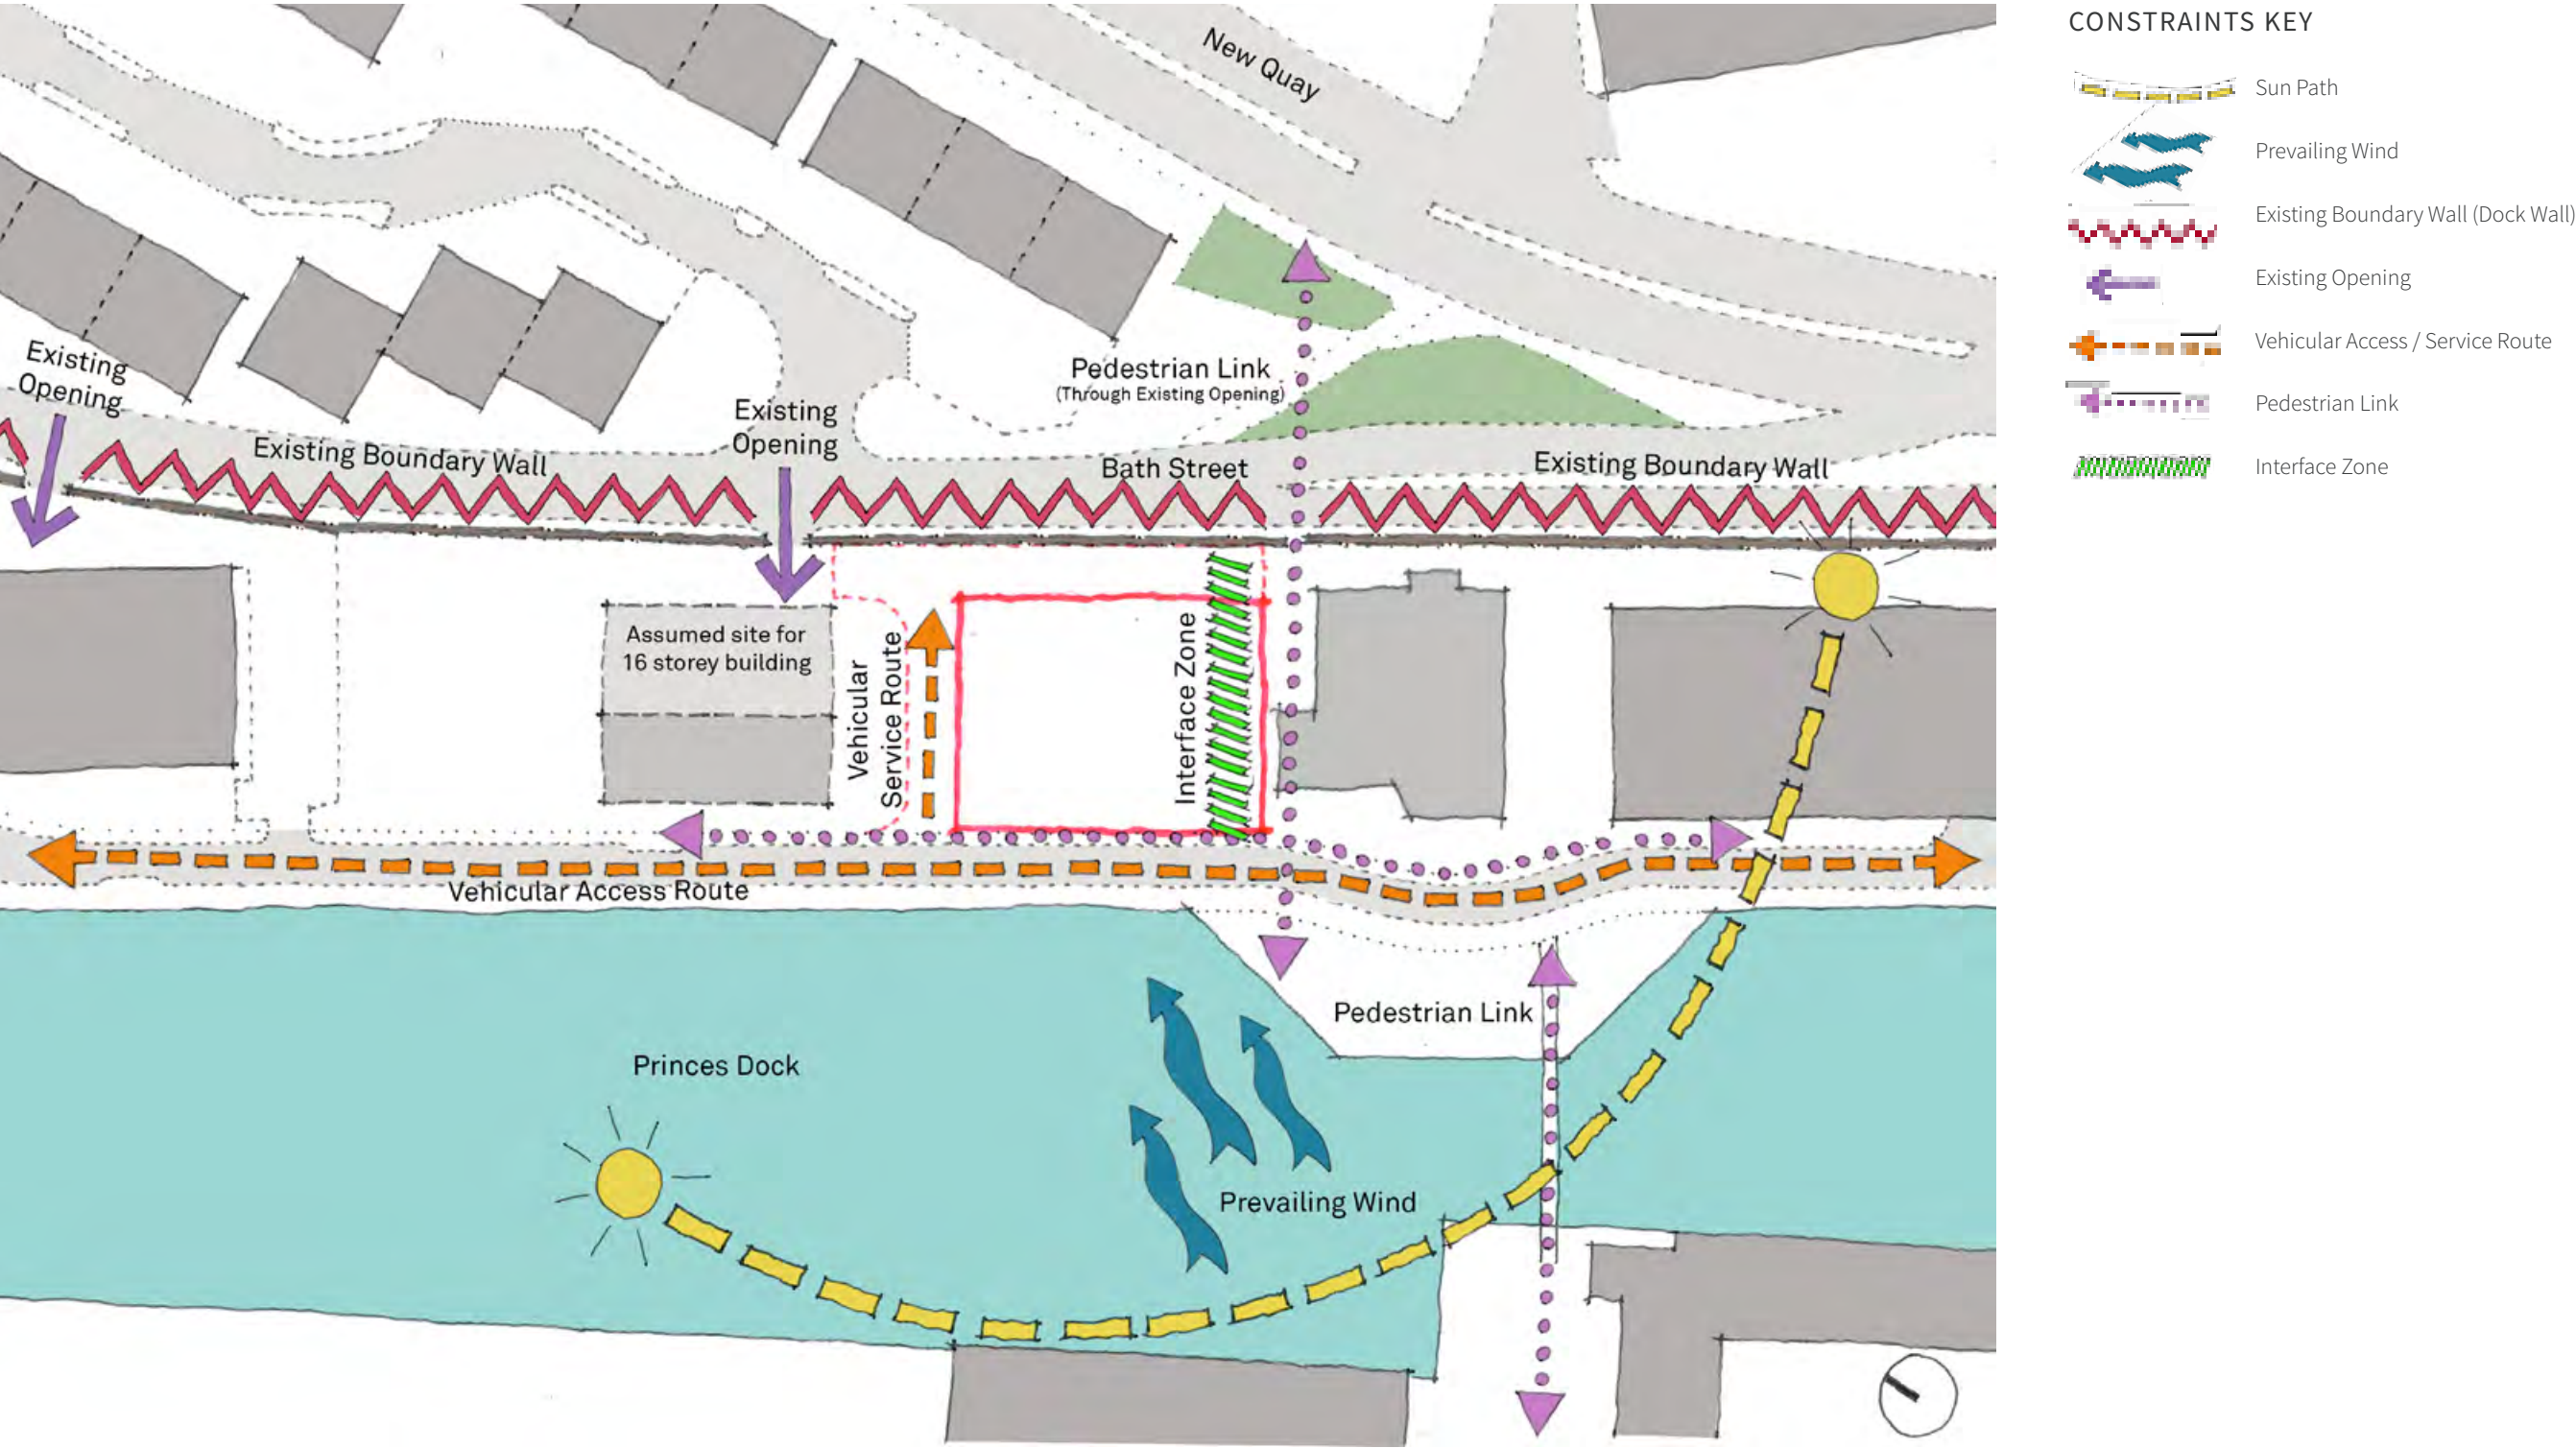 CONSTRAINTS KEY
Sun Path
Prevailing Wind
Existing Boundary Wall (Dock Wall)
Existing Opening
Vehicular Access / Service Route
Pedestrian Link
Interface Zone
New Quay
Existing
Opening
Pedestrian Link
(Through Existing Opening)
Existing
Opening
Existing Boundary Wall
Bath Street
Existing Boundary Wall
Assumed site for
16 storey building
Vehicular
Service Route
Interface Zone
Vehicular Access Route
Pedestrian Link
Princes Dock
Prevailing Wind